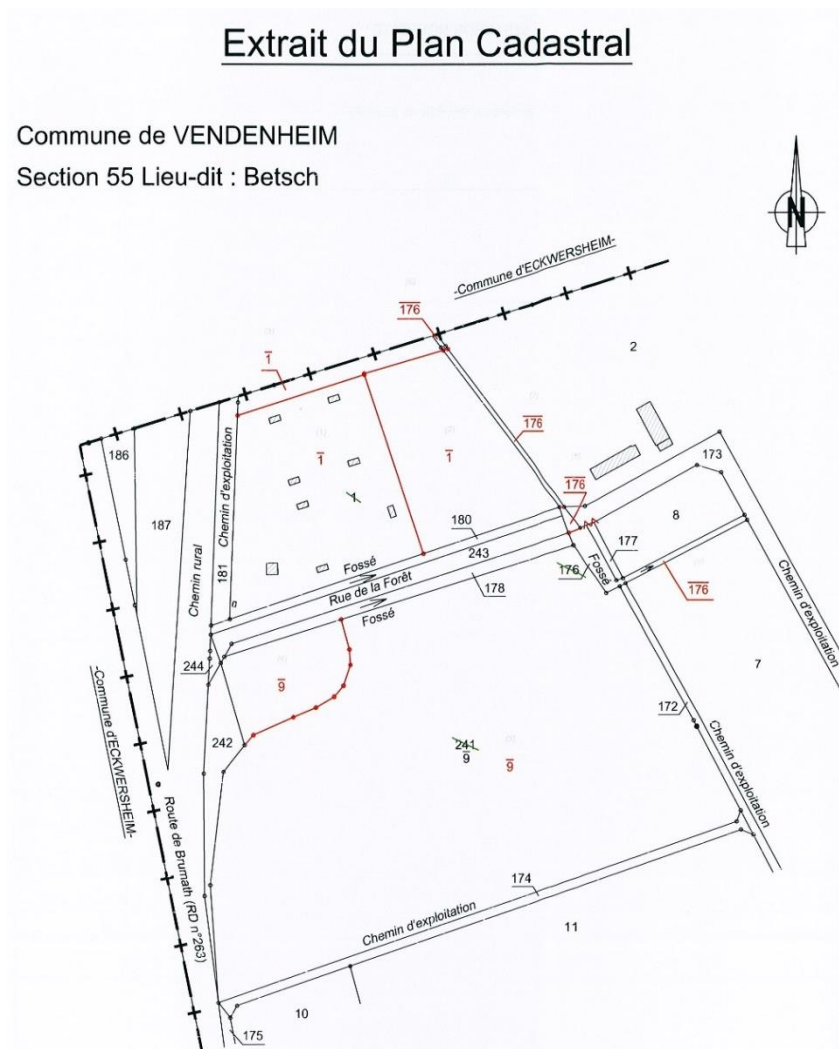 Extrait du Plan Cadastral
Commune de VENDENHEIM
Section 55 Lieu-dit : Betsch
N
-Commune d'ECKWERSHEIM-
176
1
2
186
187
Chemin rural
Chemin d'exploitation
181
1
1
1
176
176
173
8
180
243
Fossé
Rue de la Forêt
178
Fossé
176
Fossé
177
176
Chemin d'exploitation
7
244
9
242
241
9
9
172
Chemin d'exploitation
-Commune d'ECKWERSHEIM-
Route de Brumath (RD n°263)
174
Chemin d'exploitation
11
10
175